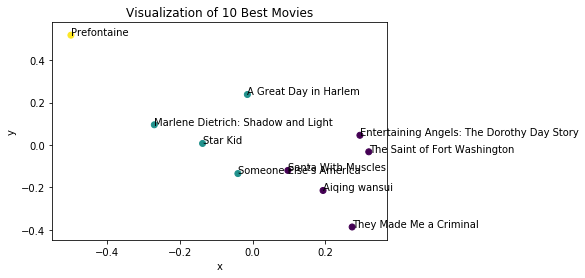 Visualization of 10 Best Movies
Prefontaine
0.4
A Great Day in Harlem
0.2
Marlene Dietrich: Shadow and Light
Entertaining Angels: The Dorothy Day Story
Star Kid
y
0.0
The Saint of Fort Washington
Santa With Muscles
Someone Else's America
−0.2
Aiqing wansui
They Made Me a Criminal
−0.4
−0.4
−0.2
0.0
0.2
x